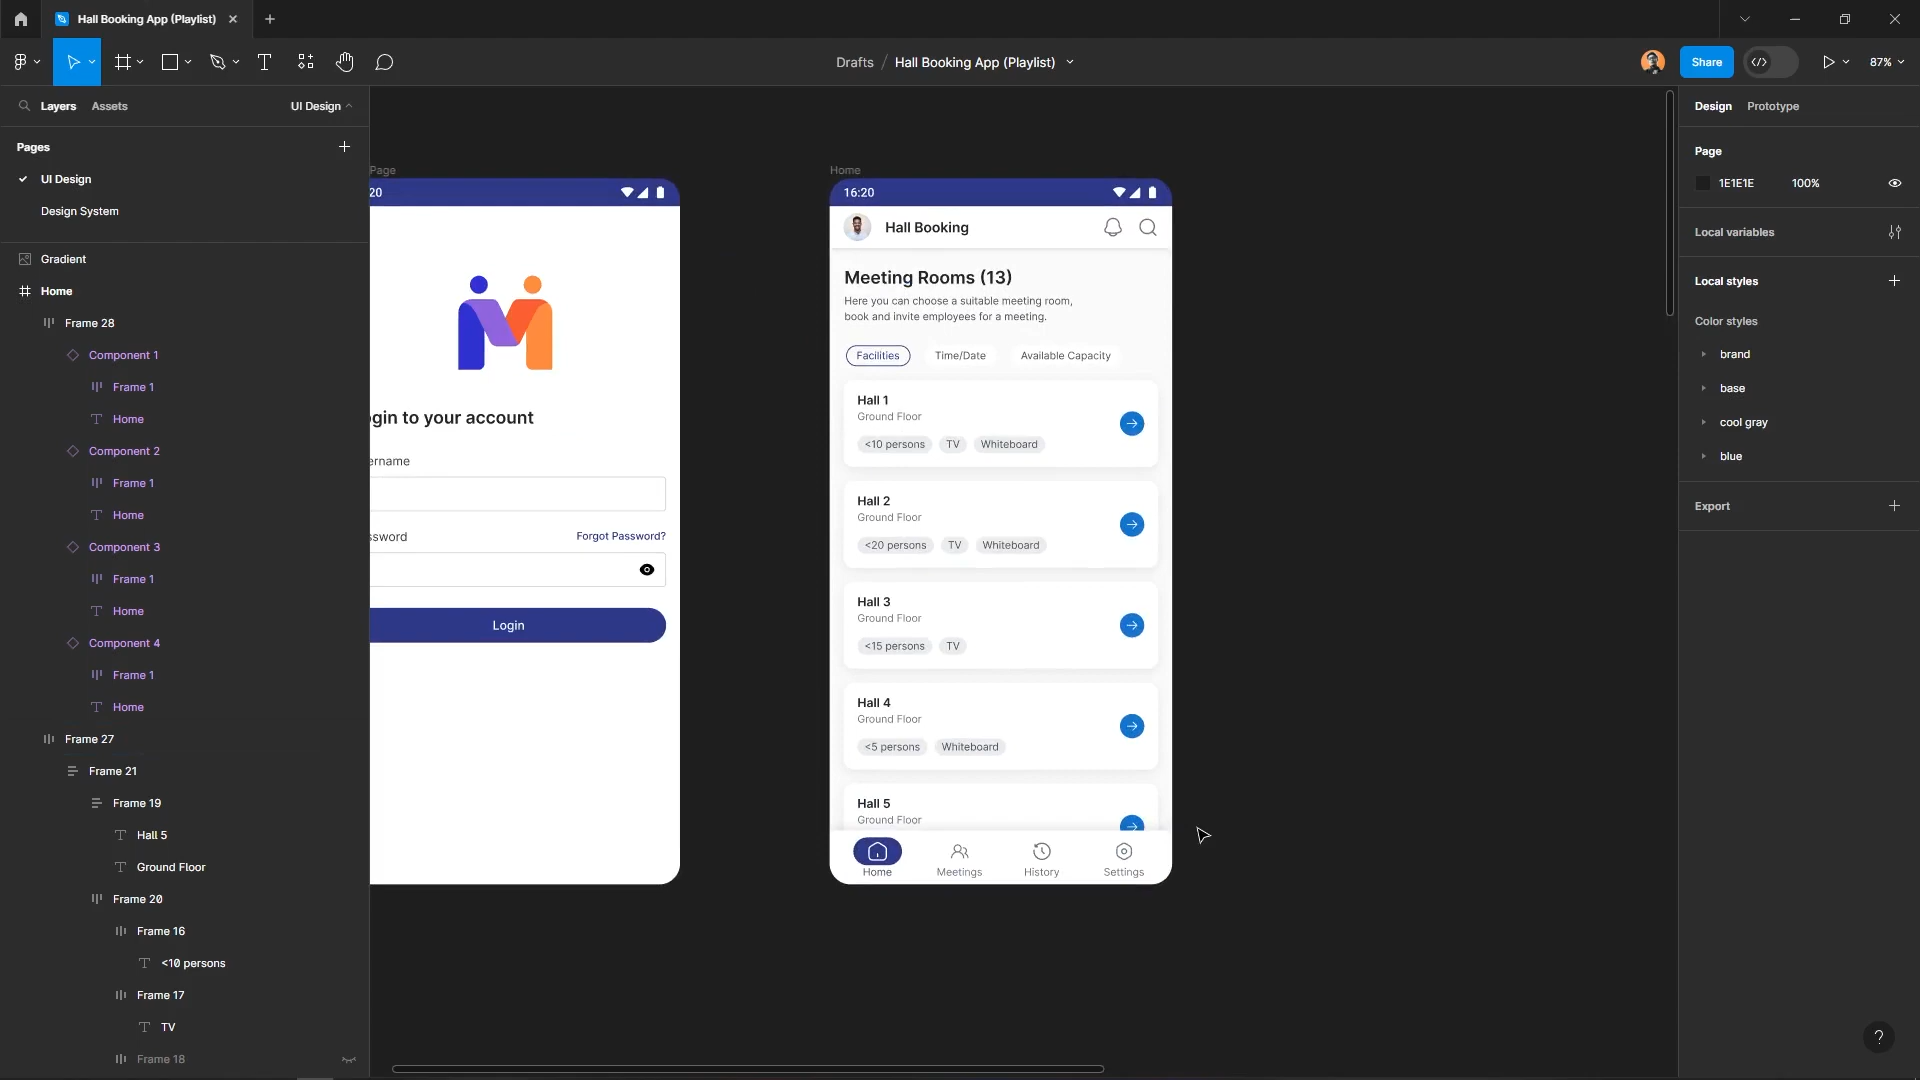 Hall Booking App (Playlist)
Drafts / Hall Booking App (Playlist)
Share
87%
Layers
Assets
UI Design
Pages
UI Design
Design System
Gradient
Home
Frame 28
Component 1
Frame 1
Home
Component 2
Frame 1
Home
Component 3
Frame 1
Home
Component 4
Frame 1
Home
Frame 27
Frame 21
Frame 19
Hall 5
Ground Floor
Frame 20
Frame 16
<10 persons
Frame 17
TV
Frame 18
Page
20
gin to your account
ername
sword
Forgot Password?
Login
Home
16:20
Hall Booking
Meeting Rooms (13)
Here you can choose a suitable meeting room,
book and invite employees for a meeting.
Facilities
Time/Date
Available Capacity
Hall 1
Ground Floor
<10 persons
TV
Whiteboard
Hall 2
Ground Floor
<20 persons
TV
Whiteboard
Hall 3
Ground Floor
<15 persons
TV
Hall 4
Ground Floor
<5 persons
Whiteboard
Hall 5
Ground Floor
Home
Meetings
History
Settings
Design
Prototype
Page
1E1E1E
100%
Local variables
Local styles
Color styles
brand
base
cool gray
blue
Export
?